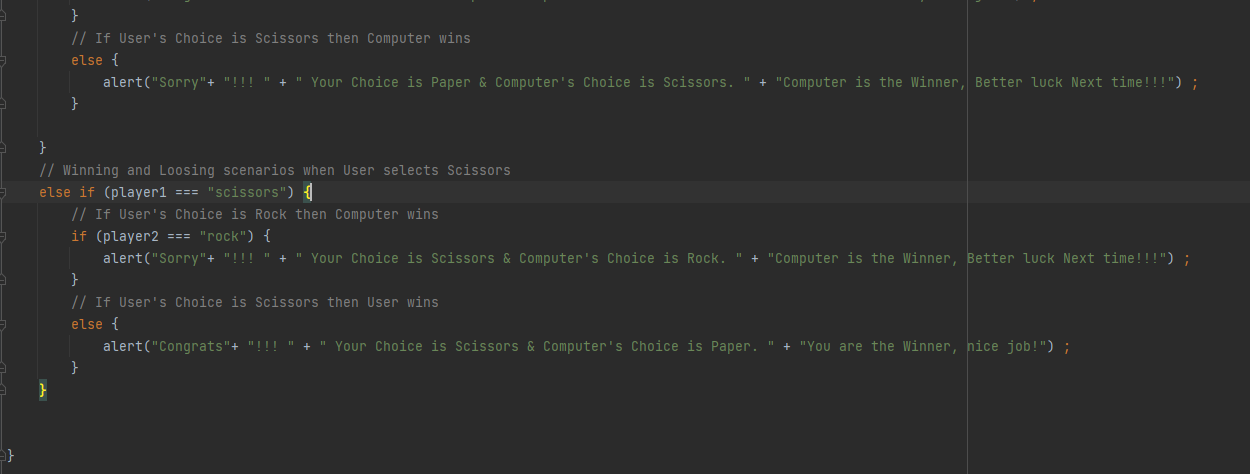 }
// If User's Choice is Scissors then Computer wins
else {
alert("Sorry"+ "!!! " + " Your Choice is Paper & Computer's Choice is Scissors. " + "Computer is the Winner, Better luck Next time!!!") ;
}
}
// Winning and Loosing scenarios when User selects Scissors
else if (player1 === "scissors") {
// If User's Choice is Rock then Computer wins
if (player2 === "rock") {
alert("Sorry"+ "!!! " + " Your Choice is Scissors & Computer's Choice is Rock. " + "Computer is the Winner, Better luck Next time!!!") ;
}
// If User's Choice is Scissors then User wins
else {
alert("Congrats"+ "!!! " + " Your Choice is Scissors & Computer's Choice is Paper. " + "You are the Winner, nice job!") ;
}
}
}